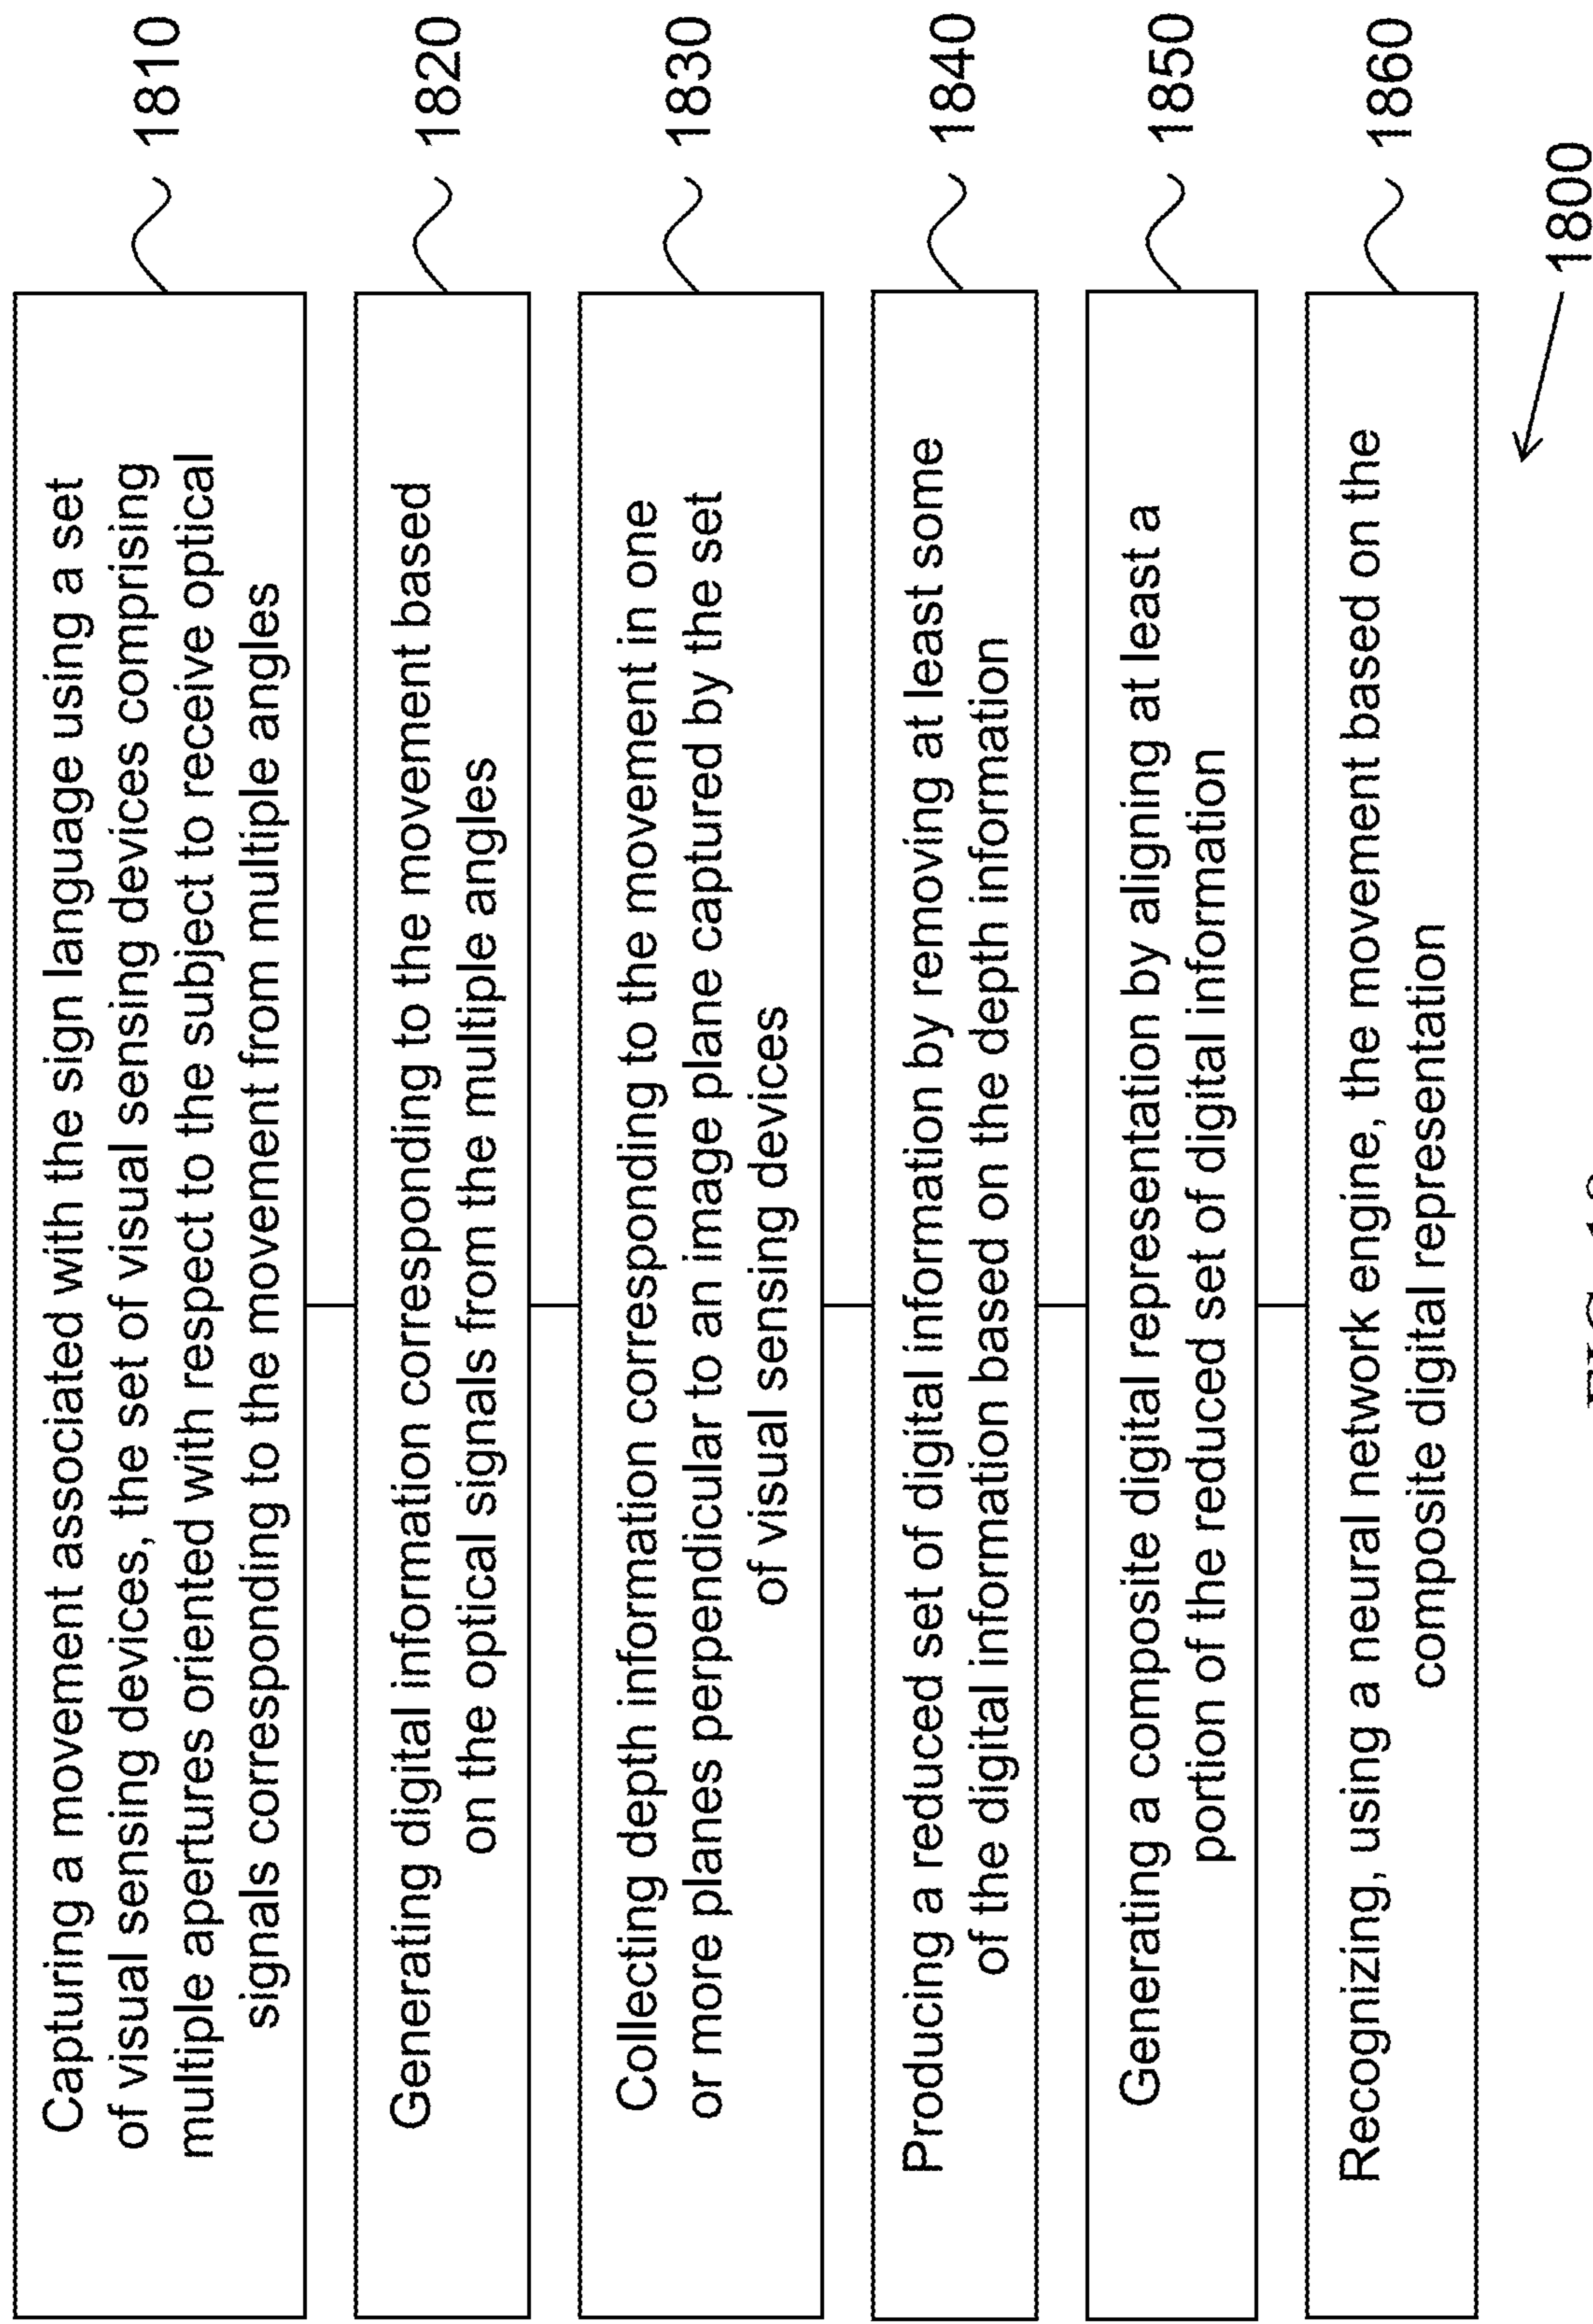 Capturing a movement associated with the sign language using a set
of visual sensing devices, the set of visual sensing devices comprising
multiple apertures oriented with respect to the subject to receive optical
signals corresponding to the movement from multiple angles
1810
Generating digital information corresponding to the movement based
on the optical signals from the multiple angles
1820
Collecting depth information corresponding to the movement in one
or more planes perpendicular to an image plane captured by the set
of visual sensing devices
1830
Producing a reduced set of digital information by removing at least some
of the digital information based on the depth information
1840
Generating a composite digital representation by aligning at least a
portion of the reduced set of digital information
1850
Recognizing, using a neural network engine, the movement based on the
composite digital representation
1860
1800